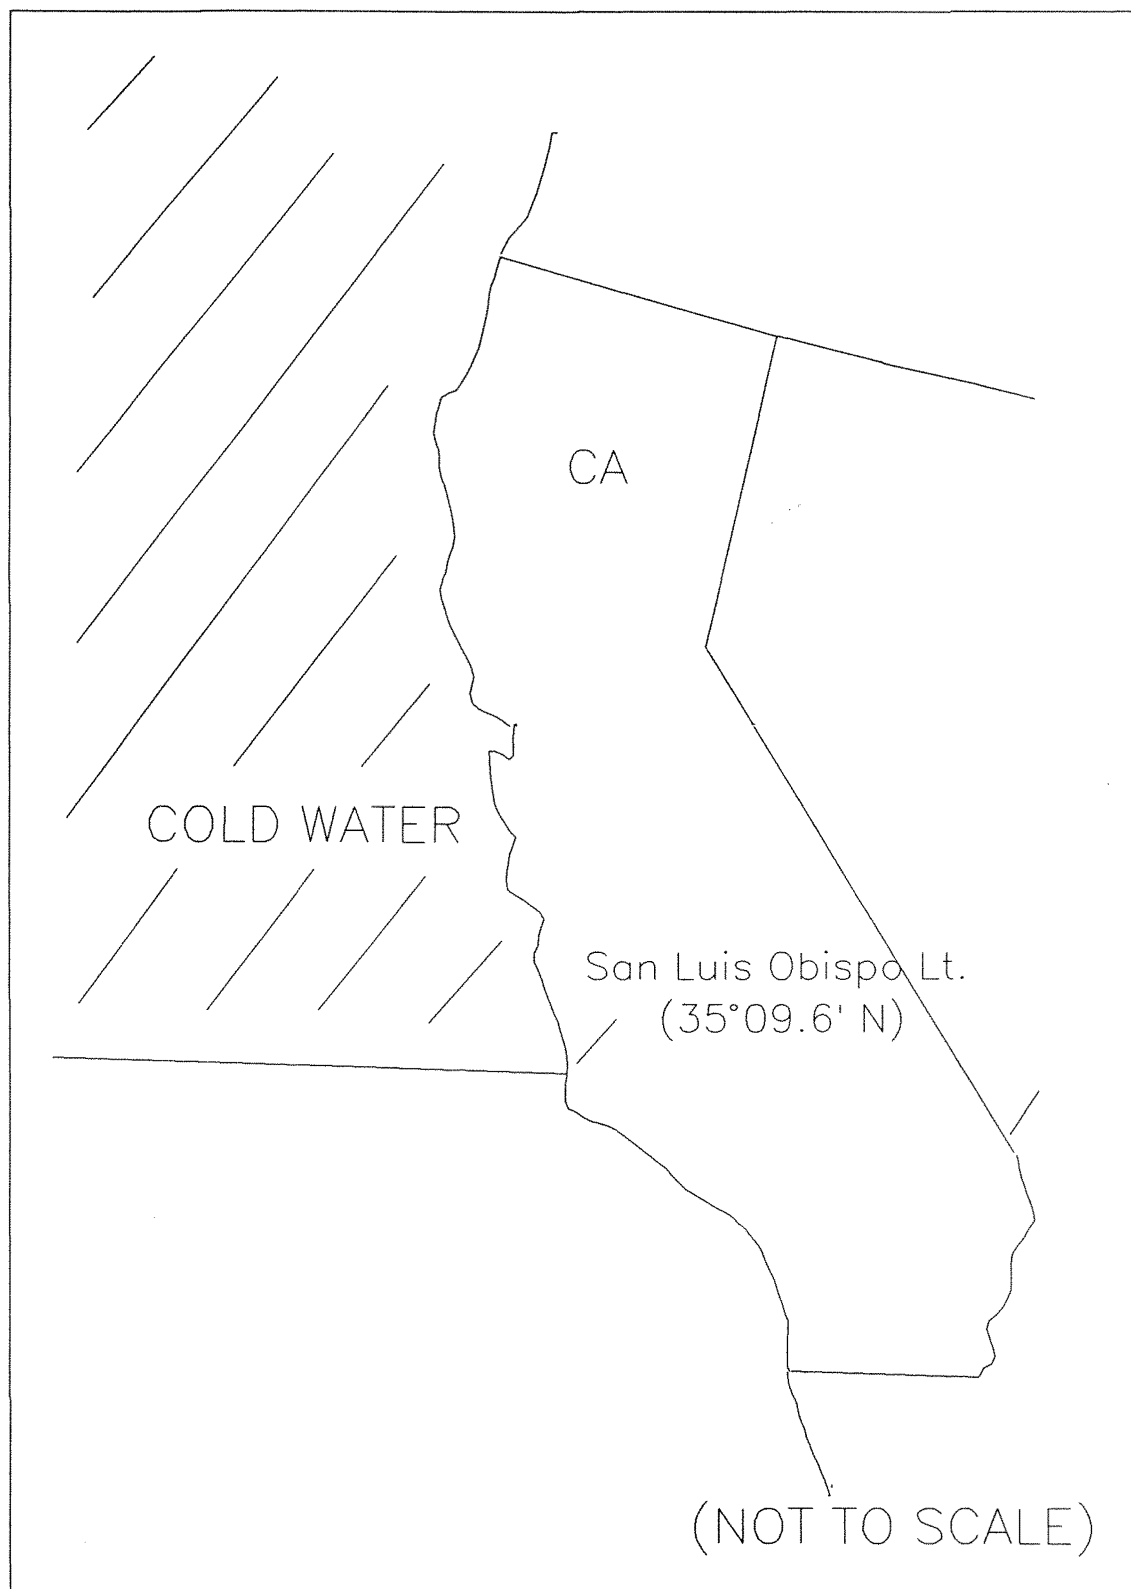 CA
COLD WATER
San Luis Obispo Lt.
(35°09.6' N)
(NOT TO SCALE)